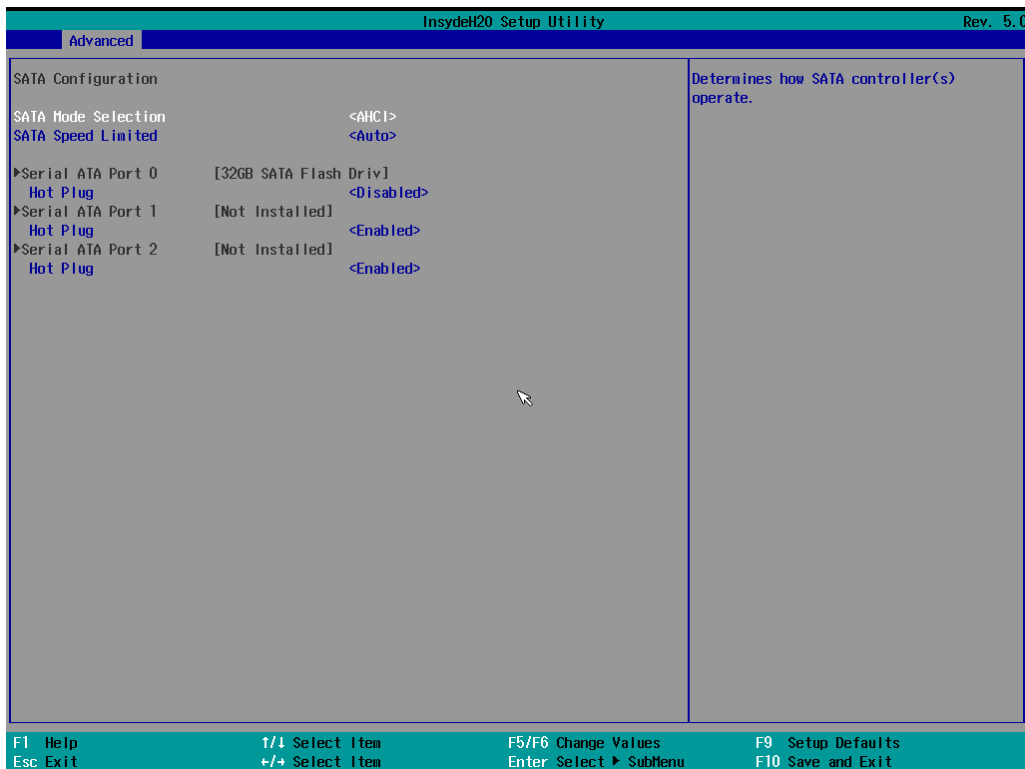 InsydeH20 Setup Utility Rev. 5.0
Advanced
SATA Configuration
SATA Mode Selection <AHCI>
SATA Speed Limited <Auto>
▶Serial ATA Port 0 [32GB SATA Flash Driv]
Hot Plug <Disabled>
▶Serial ATA Port 1 [Not Installed]
Hot Plug <Enabled>
▶Serial ATA Port 2 [Not Installed]
Hot Plug <Enabled>
Determines how SATA controller(s)
operate.
F1 Help ↑/↓ Select Item F5/F6 Change Values F9 Setup Defaults
Esc Exit ←/→ Select Item Enter Select ▶ SubMenu F10 Save and Exit